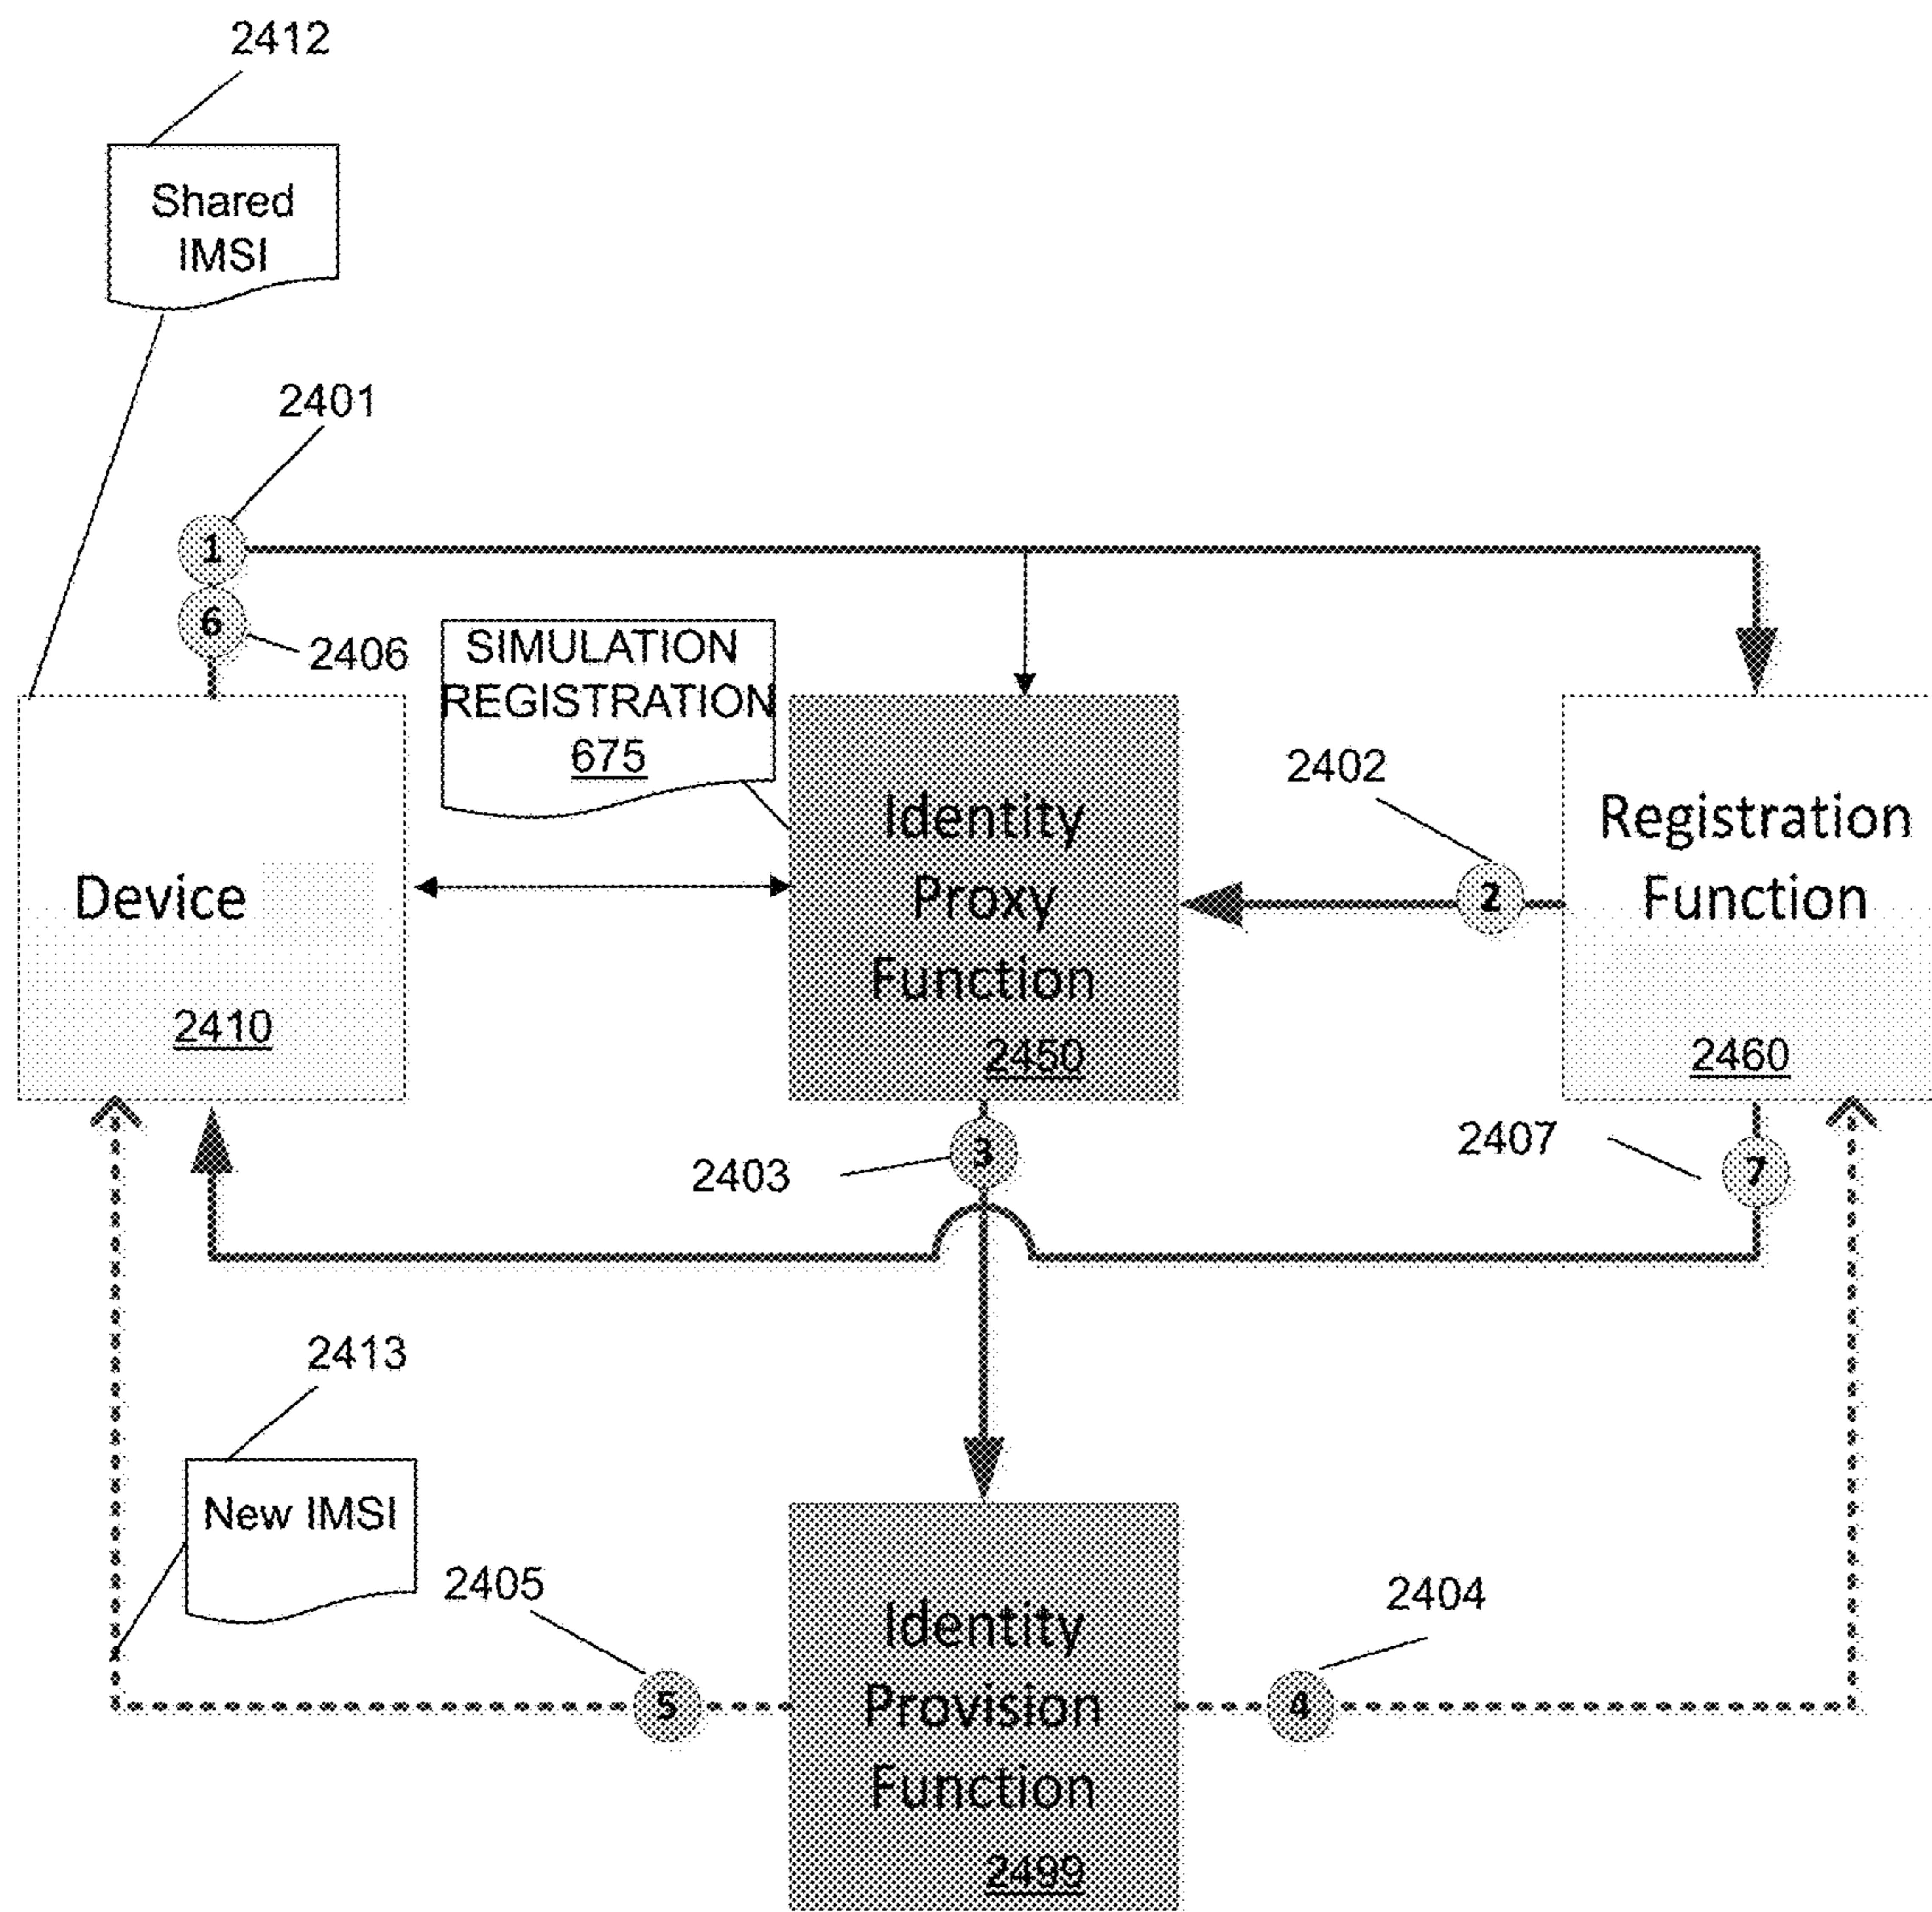 2412
Shared
IMSI
2401
1
6
2406
SIMULATION
REGISTRATION
675
Device
2410
Identity
Proxy
Function
2450
2402
2
Registration
Function
2460
2403
3
2407
7
2413
New IMSI
2405
5
Identity
Provision
Function
2499
2404
4